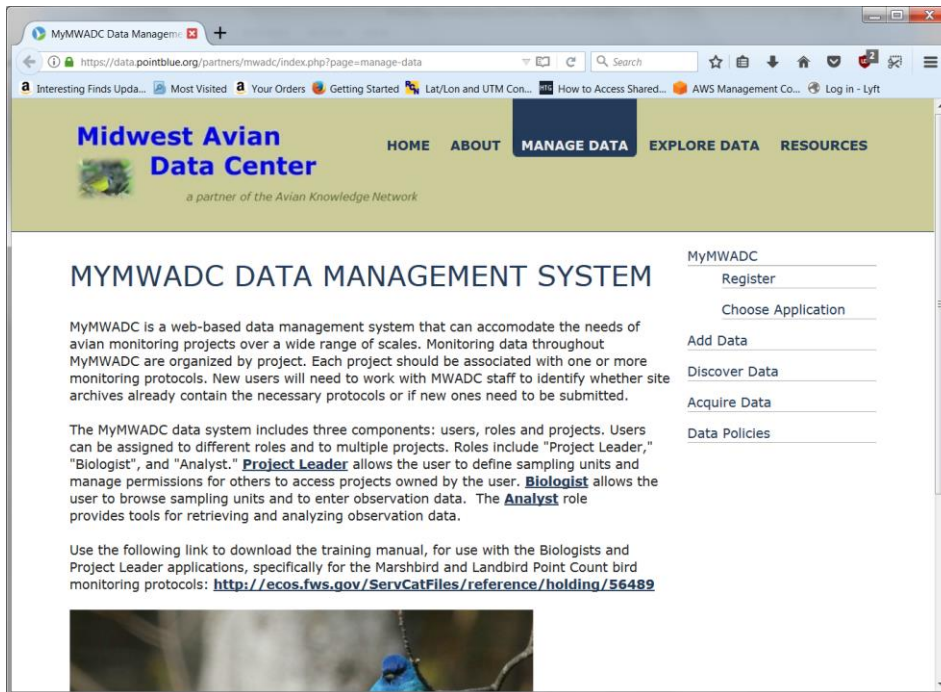 MyMWADC Data Manageme
https://data.pointblue.org/partners/mwadc/index.php?page=manage-data
Search
2
Interesting Finds Upda...
Most Visited
Your Orders
Getting Started
Lat/Lon and UTM Con...
How to Access Shared...
AWS Management Co...
Log in - Lyft
Midwest Avian
Data Center
a partner of the Avian Knowledge Network
HOME ABOUT MANAGE DATA EXPLORE DATA RESOURCES
MYMWADC DATA MANAGEMENT SYSTEM
MyMWADC is a web-based data management system that can accomodate the needs of
avian monitoring projects over a wide range of scales. Monitoring data throughout
MyMWADC are organized by project. Each project should be associated with one or more
monitoring protocols. New users will need to work with MWADC staff to identify whether site
archives already contain the necessary protocols or if new ones need to be submitted.
The MyMWADC data system includes three components: users, roles and projects. Users
can be assigned to different roles and to multiple projects. Roles include "Project Leader,"
"Biologist", and "Analyst." Project Leader allows the user to define sampling units and
manage permissions for others to access projects owned by the user. Biologist allows the
user to browse sampling units and to enter observation data. The Analyst role
provides tools for retrieving and analyzing observation data.
Use the following link to download the training manual, for use with the Biologists and
Project Leader applications, specifically for the Marshbird and Landbird Point Count bird
monitoring protocols: http://ecos.fws.gov/ServCatFiles/reference/holding/56489
MyMWADC
Register
Choose Application
Add Data
Discover Data
Acquire Data
Data Policies